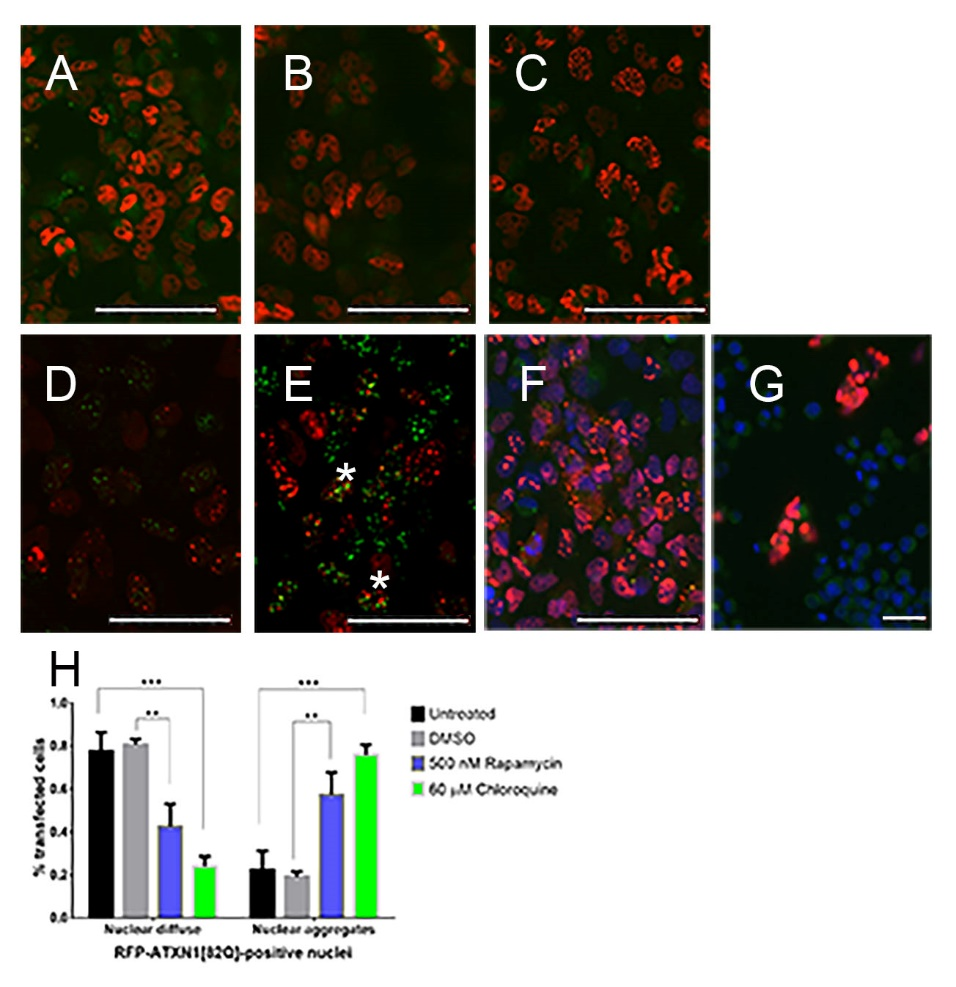 A
B
C
D
E
F
G
*
*
H
***
***
**
**
1.0
0.8
0.6
0.4
0.2
0.0
% transfected cells
Untreated
DMSO
500 nM Rapamycin
60 µM Chloroquine
Nuclear diffuse
Nuclear aggregates
RFP-ATXN1[82Q]-positive nuclei